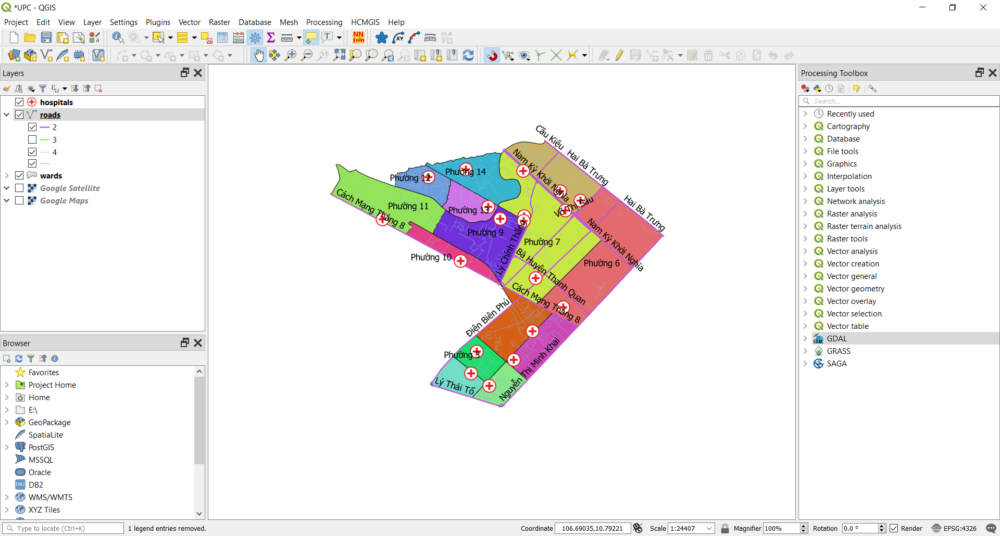 *UPC - QGIS
Project Edit View Layer Settings Plugins Vector Raster Database Mesh Processing HCMGIS Help
NN
join
XY
Layers
hospitals
roads
2
3
4
wards
Google Satellite
Google Maps
Browser
Favorites
Project Home
Home
E:\
GeoPackage
SpatiaLite
PostGIS
MSSQL
Oracle
DB2
DB2
WMS/WMTS
XYZ Tiles
Cầu Kiệu
Hai Bà Trưng
Nam Kỳ Khởi Nghĩa
Phường 14
Phường 12
Cách Mạng Tháng 8
Phường 11
Phường 13
Võ Thị Sáu
Hai Bà Trưng
Phường 9
Nam Kỳ Khởi Nghĩa
Lý Chính Thắng
Phường 7
Phường 10
Bà Huyện Thanh Quan
Phường 6
Cách Mạng Tháng 8
Điện Biên Phủ
Phường 3
Nguyễn Thị Minh Khai
Lý Thái Tổ
Processing Toolbox
Search...
Recently used
Cartography
Database
File tools
Graphics
Interpolation
Layer tools
Network analysis
Raster analysis
Raster terrain analysis
Raster tools
Vector analysis
Vector creation
Vector general
Vector geometry
Vector overlay
Vector selection
Vector table
GDAL
GDAL
GRASS
SAGA
Type to locate (Ctrl+K)
1 legend entries removed.
Coordinate 106.69035,10.79221 Scale 1:24407 Magnifier 100% Rotation 0.0 ° Render EPSG:4326